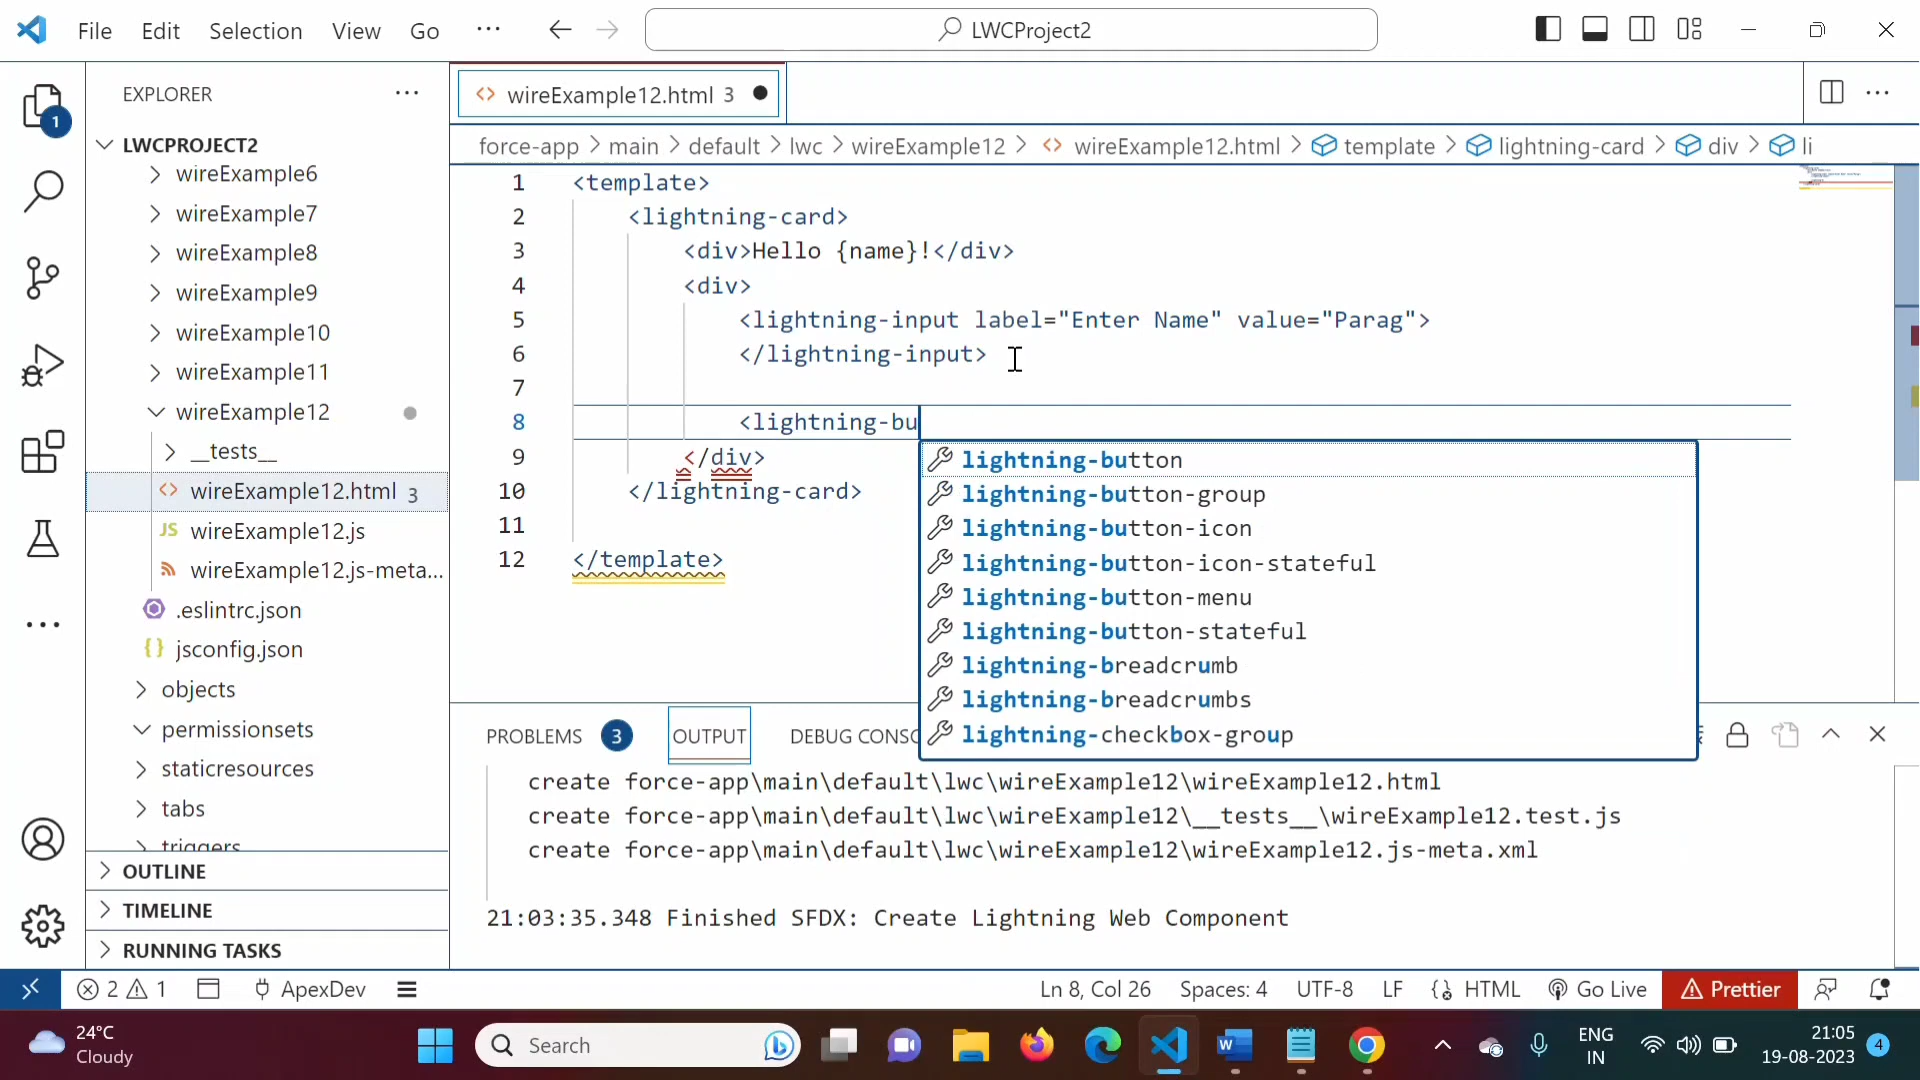 File Edit Selection View Go ··· LWCProject2
EXPLORER ···
1
LWCPROJECT2
wireExample6
wireExample7
wireExample8
wireExample9
wireExample10
wireExample11
wireExample12
__tests__
wireExample12.html 3
JS wireExample12.js
wireExample12.js-meta...
.eslintrc.json
{} jsconfig.json
objects
permissionsets
staticresources
tabs
triggers
OUTLINE
TIMELINE
RUNNING TASKS
wireExample12.html 3
force-app > main > default > lwc > wireExample12 > wireExample12.html > template > lightning-card > div > li
1 <template>
2 <lightning-card>
3 <div>Hello {name}!</div>
4 <div>
5 <lightning-input label="Enter Name" value="Parag">
6 </lightning-input>
7
8 <lightning-bu
9 </div>
10 </lightning-card>
11
12 </template>
lightning-button
lightning-button-group
lightning-button-icon
lightning-button-icon-stateful
lightning-button-menu
lightning-button-stateful
lightning-breadcrumb
lightning-breadcrumbs
lightning-checkbox-group
PROBLEMS 3 OUTPUT DEBUG CONSO
create force-app\main\default\lwc\wireExample12\wireExample12.html
create force-app\main\default\lwc\wireExample12\__tests__\wireExample12.test.js
create force-app\main\default\lwc\wireExample12\wireExample12.js-meta.xml
21:03:35.348 Finished SFDX: Create Lightning Web Component
2 1 ApexDev Ln 8, Col 26 Spaces: 4 UTF-8 LF HTML Go Live Prettier
24°C
Cloudy
Search
ENG
IN
21:05
19-08-2023
4